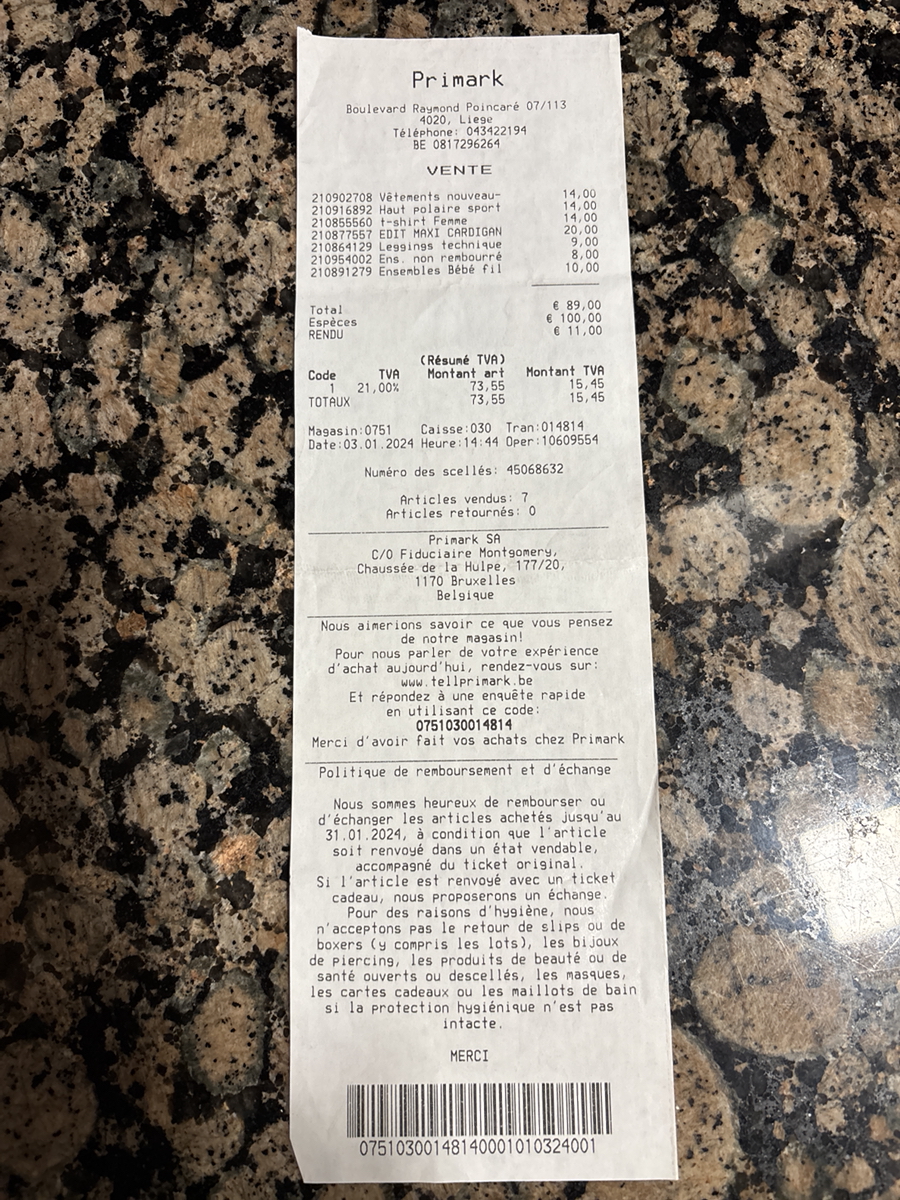 Primark
Boulevard Raymond Poincaré 07/113
4020, Liege
Téléphone: 043422194
BE 0817296264
VENTE
210902708 Vêtements nouveau- 14,00
210916892 Haut polaire sport 14,00
210855560 t-shirt Femme 14,00
210877557 EDIT MAXI CARDIGAN 20,00
210864129 Leggings technique 9,00
210954002 Ens. non rembourré 8,00
210891279 Ensembles Bébé fil 10,00
Total € 89,00
Espèces € 100,00
RENDU € 11,00
(Résumé TVA)
Code TVA Montant art Montant TVA
1 21,00% 73,55 15,45
TOTAUX 73,55 15,45
Magasin:0751 Caisse:030 Tran:014814
Date:03.01.2024 Heure:14:44 Oper:10609554
Numéro des scellés: 45068632
Articles vendus: 7
Articles retournés: 0
Primark SA
C/O Fiduciaire Montgomery,
Chaussée de la Hulpe, 177/20,
1170 Bruxelles
Belgique
Nous aimerions savoir ce que vous pensez
de notre magasin!
Pour nous parler de votre expérience
d'achat aujourd'hui, rendez-vous sur:
www.tellprimark.be
Et répondez à une enquête rapide
en utilisant ce code:
0751030014814
Merci d'avoir fait vos achats chez Primark
Politique de remboursement et d'échange
Nous sommes heureux de rembourser ou
d'échanger les articles achetés jusqu'au
31.01.2024, à condition que l'article
soit renvoyé dans un état vendable,
accompagné du ticket original.
Si l'article est renvoyé avec un ticket
cadeau, nous proposerons un échange.
Pour des raisons d'hygiène, nous
n'acceptons pas le retour de slips ou de
boxers (y compris les lots), les bijoux
de piercing, les produits de beauté ou de
santé ouverts ou descellés, les masques,
les cartes cadeaux ou les maillots de bain
si la protection hygiénique n'est pas
intacte.
MERCI
07510300148140001010324001